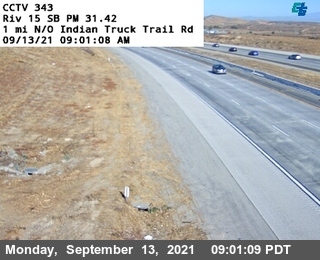 CCTV 343
Riv 15 SB PM 31.42
1 mi N/O Indian Truck Trail Rd
09/13/21 09:01:08 AM
Monday, September 13, 2021 09:01:09 PDT